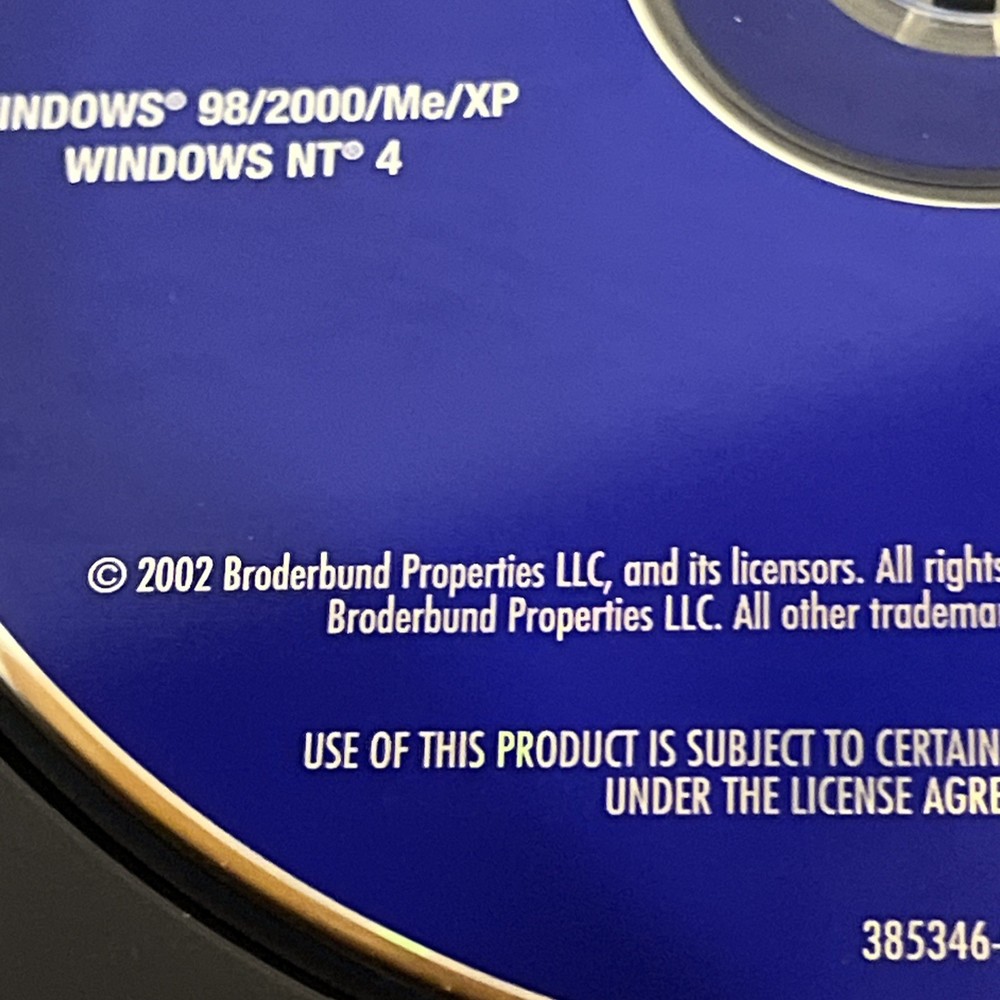 INDOWS® 98/2000/Me/XP
WINDOWS NT® 4
© 2002 Broderbund Properties LLC, and its licensors. All rights
Broderbund Properties LLC. All other tradema
USE OF THIS PRODUCT IS SUBJECT TO CERTAIN
UNDER THE LICENSE AGRE
385346-